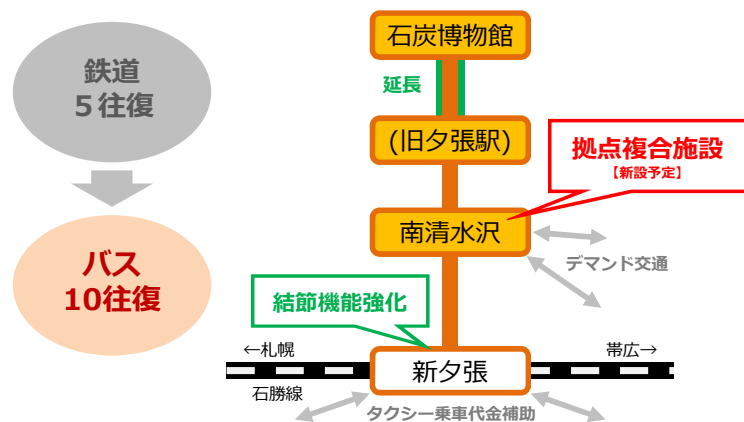 鉄道
５往復
バス
10往復
石炭博物館
延長
(旧夕張駅)
拠点複合施設
【新設予定】
南清水沢
デマンド交通
結節機能強化
←札幌
帯広→
新夕張
石勝線
タクシー乗車代金補助